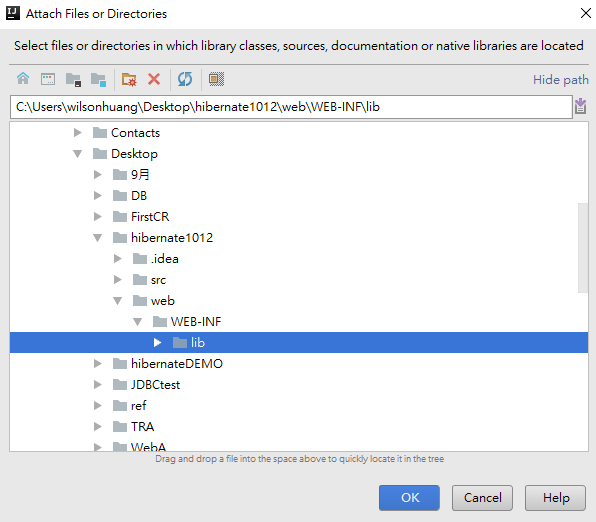 Attach Files or Directories
Select files or directories in which library classes, sources, documentation or native libraries are located
Hide path
C:\Users\wilsonhuang\Desktop\hibernate1012\web\WEB-INF\lib
Contacts
Desktop
9月
DB
FirstCR
hibernate1012
.idea
src
web
WEB-INF
lib
hibernateDEMO
JDBCtest
ref
TRA
WebA
Drag and drop a file into the space above to quickly locate it in the tree
OK
Cancel
Help